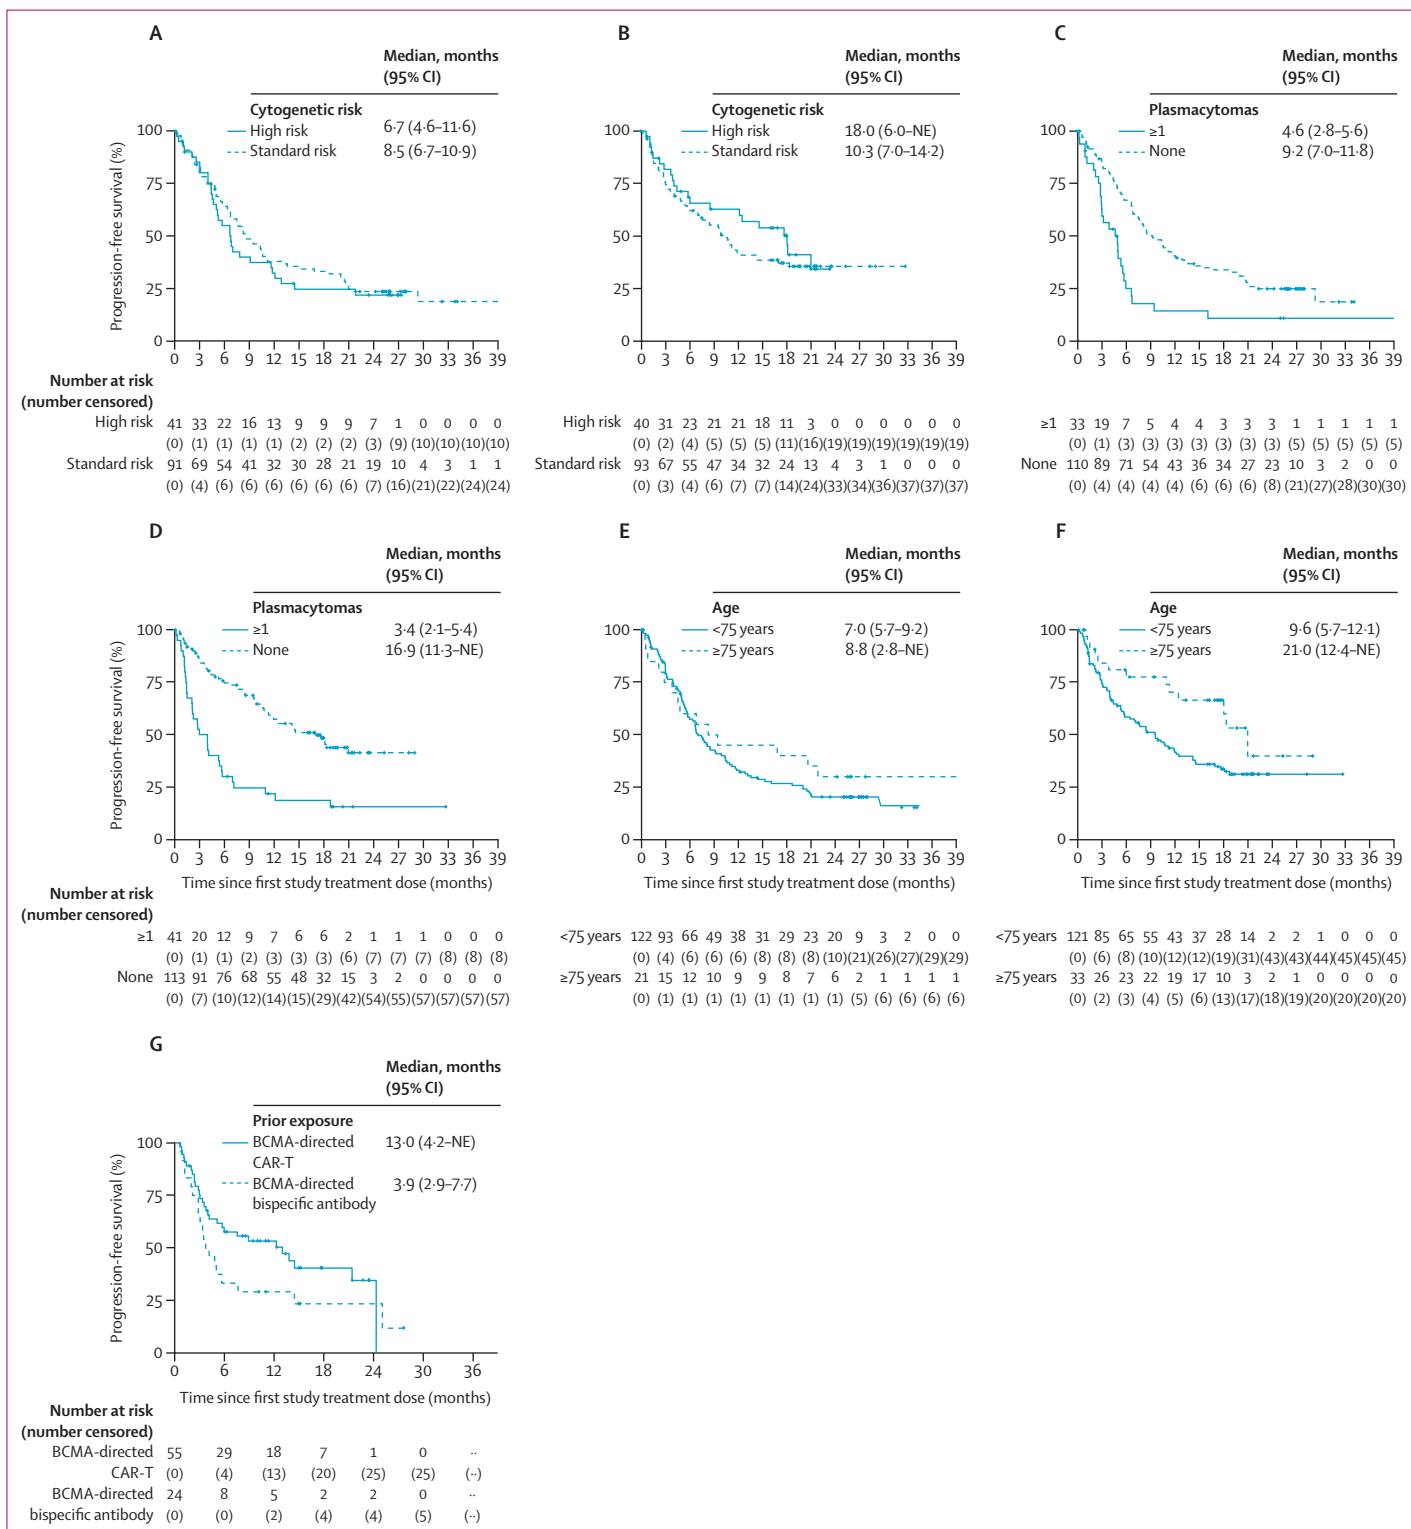 A
Median, months
(95% CI)
Cytogenetic risk
High risk 6·7 (4·6–11·6)
Standard risk 8·5 (6·7–10·9)
Progression-free survival (%)
100
75
50
25
0
0 3 6 9 12 15 18 21 24 27 30 33 36 39
Number at risk
(number censored)
High risk 41 33 22 16 13 9 9 9 7 1 0 0 0
(0) (1) (1) (1) (1) (2) (2) (2) (3) (9) (10) (10) (10) (10)
Standard risk 91 69 54 41 32 30 28 21 19 10 4 3 1 1
(0) (4) (6) (6) (6) (6) (6) (6) (7) (16) (21) (22) (24) (24)
B
Median, months
(95% CI)
Cytogenetic risk
High risk 18·0 (6·0–NE)
Standard risk 10·3 (7·0–14·2)
100
75
50
25
0
0 3 6 9 12 15 18 21 24 27 30 33 36 39
High risk 40 31 23 21 21 18 11 3 0 0 0 0 0 0
(0) (2) (4) (5) (5) (5) (11) (16) (19) (19) (19) (19) (19) (19)
Standard risk 93 67 55 47 34 32 24 13 4 3 1 0 0
(0) (3) (4) (6) (7) (7) (14) (24) (33) (34) (36) (37) (37) (37)
C
Median, months
(95% CI)
Plasmacytomas
≥1 4·6 (2·8–5·6)
None 9·2 (7·0–11·8)
100
75
50
25
0
0 3 6 9 12 15 18 21 24 27 30 33 36 39
≥1 33 19 7 5 4 4 3 3 3 1 1 1 1 1
(0) (1) (3) (3) (3) (3) (3) (3) (3) (5) (5) (5) (5) (5)
None 110 89 71 54 43 36 34 27 23 10 3 2 0 0
(0) (4) (4) (4) (4) (6) (6) (6) (8) (21) (27) (28) (30) (30)
D
Median, months
(95% CI)
Plasmacytomas
≥1 3·4 (2·1–5·4)
None 16·9 (11·3–NE)
Progression-free survival (%)
100
75
50
25
0
0 3 6 9 12 15 18 21 24 27 30 33 36 39
Time since first study treatment dose (months)
Number at risk
(number censored)
≥1 41 20 12 9 7 6 6 2 1 1 1 0 0 0
(0) (1) (1) (2) (3) (3) (3) (6) (7) (7) (7) (8) (8) (8)
None 113 91 76 68 55 48 32 15 3 2 0 0 0 0
(0) (7) (10) (12) (14) (15) (29) (42) (54) (55) (57) (57) (57) (57)
E
Median, months
(95% CI)
Age
<75 years 7·0 (5·7–9·2)
≥75 years 8·8 (2·8–NE)
100
75
50
25
0
0 3 6 9 12 15 18 21 24 27 30 33 36 39
Time since first study treatment dose (months)
<75 years 122 93 66 49 38 31 29 23 20 9 3 2 0 0
(0) (4) (6) (6) (6) (8) (8) (8) (10) (21) (26) (27) (29) (29)
≥75 years 21 15 12 10 9 9 8 7 6 2 1 1 1 1
(0) (1) (1) (1) (1) (1) (1) (1) (1) (5) (6) (6) (6) (6)
F
Median, months
(95% CI)
Age
<75 years 9·6 (5·7–12·1)
≥75 years 21·0 (12·4–NE)
100
75
50
25
0
0 3 6 9 12 15 18 21 24 27 30 33 36 39
Time since first study treatment dose (months)
<75 years 121 85 65 55 43 37 28 14 2 2 1 0 0 0
(0) (6) (8) (10) (12) (12) (19) (31) (43) (43) (44) (45) (45) (45)
≥75 years 33 26 23 22 19 17 10 3 2 1 0 0 0 0
(0) (2) (3) (4) (5) (6) (13) (17) (18) (19) (20) (20) (20) (20)
G
Median, months
(95% CI)
Prior exposure
BCMA-directed 13·0 (4·2–NE)
CAR-T
BCMA-directed 3·9 (2·9–7·7)
bispecific antibody
Progression-free survival (%)
100
75
50
25
0
0 6 12 18 24 30 36
Time since first study treatment dose (months)
Number at risk
(number censored)
BCMA-directed 55 29 18 7 1 0 ··
CAR-T (0) (4) (13) (20) (25) (25) (··)
BCMA-directed 24 8 5 2 2 0 ··
bispecific antibody (0) (0) (2) (4) (4) (5) (··)